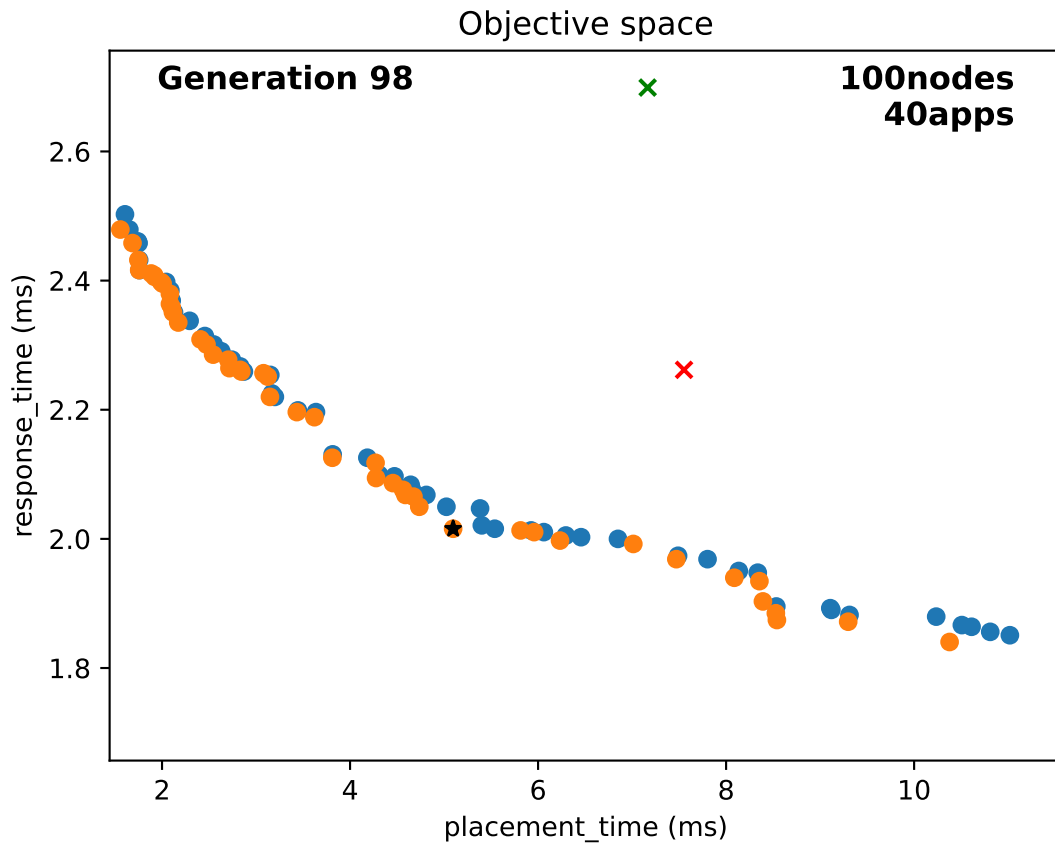 Objective space
Generation 98
100nodes
40apps
response_time (ms)
2.6
2.4
2.2
2.0
1.8
2
4
6
8
10
placement_time (ms)